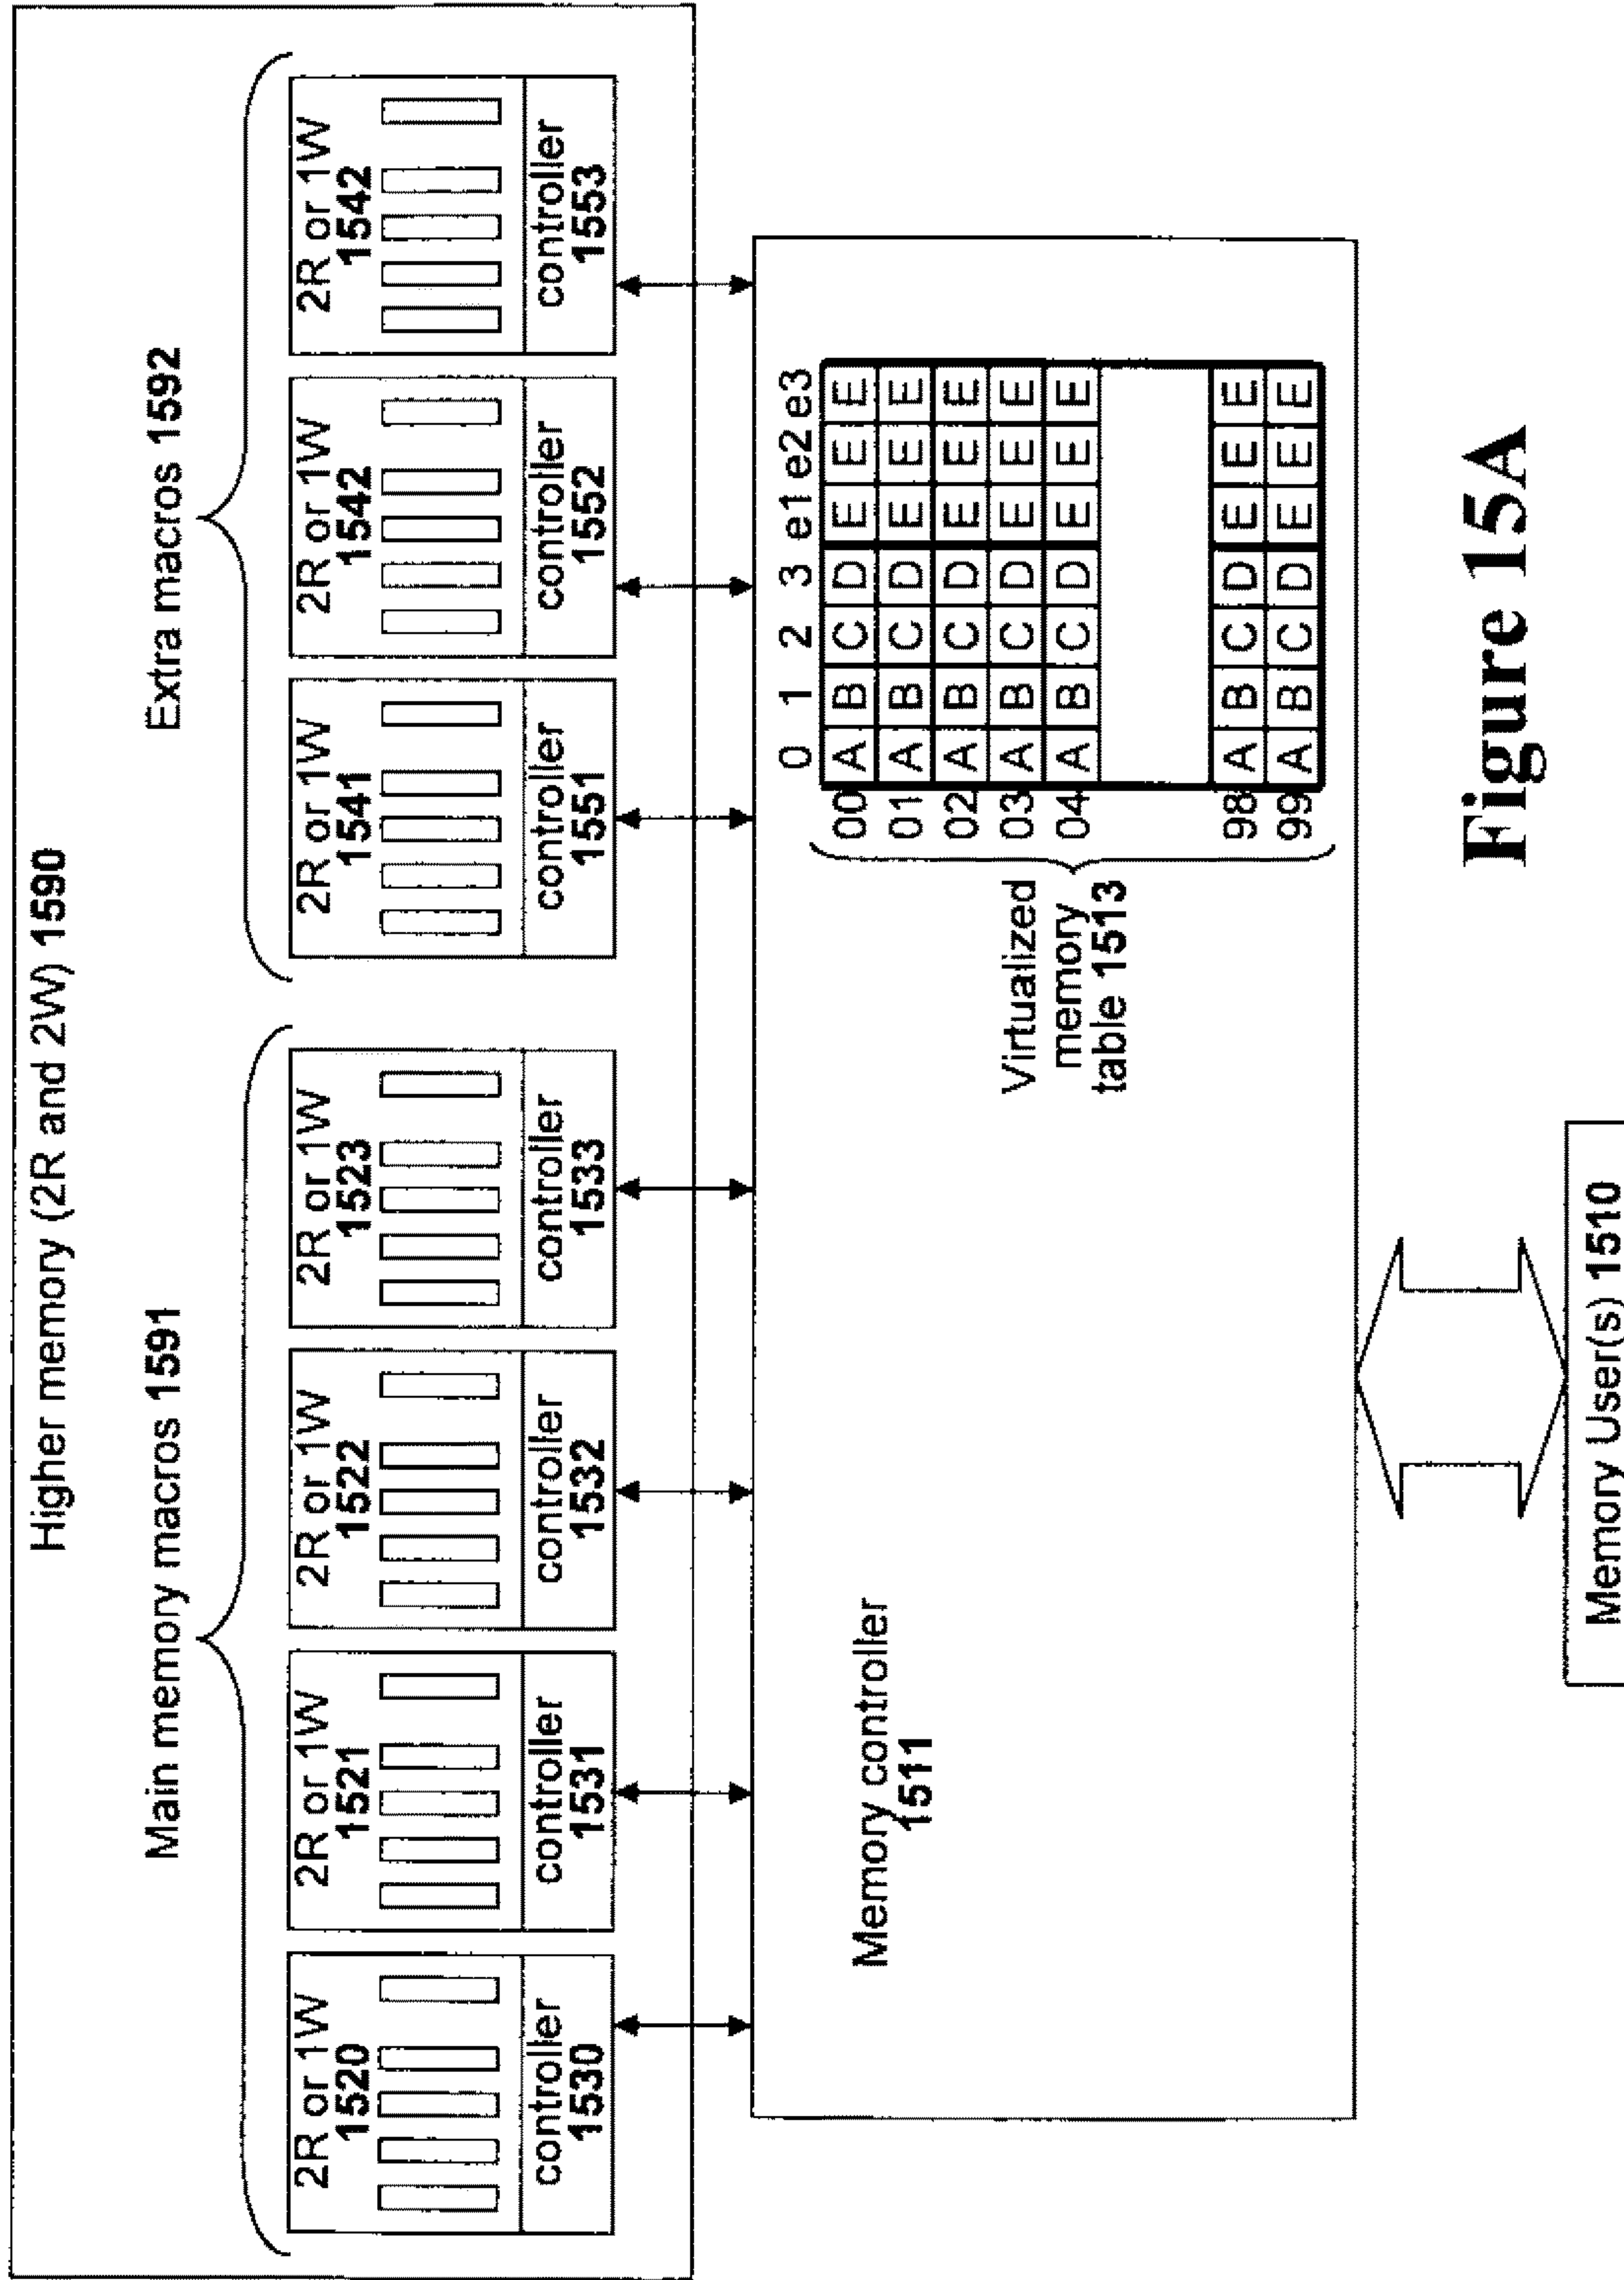 Higher memory (2R and 2W) 1590
Main memory macros 1591
Extra macros 1592
2R or 1W
1520
controller
1530
2R or 1W
1521
controller
1531
2R or 1W
1522
controller
1532
2R or 1W
1523
controller
1533
2R or 1W
1541
controller
1551
2R or 1W
1542
controller
1552
2R or 1W
1542
controller
1553
Memory controller
1511
Virtualized
memory
table 1513
0 1 2 3 e1 e2 e3
00 A B C D E E E
01 A B C D E E E
02 A B C D E E E
03 A B C D E E E
04 A B C D E E E
98 A B C D E E E
99 A B C D E E E
Memory User(s) 1510
Figure 15A